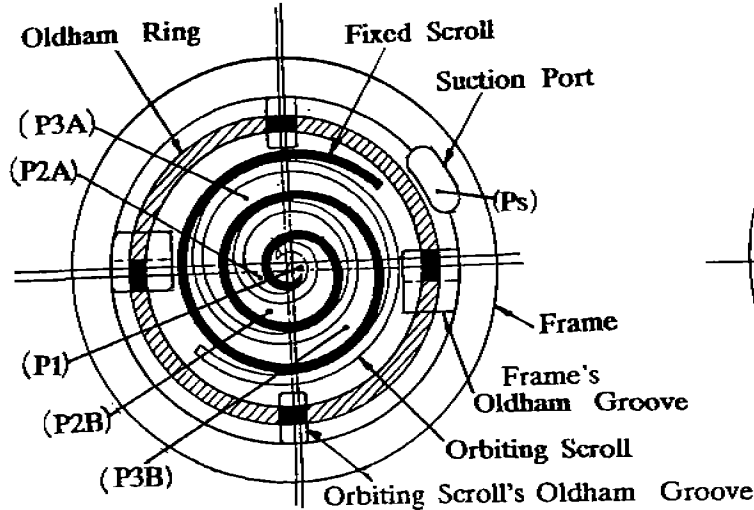 Oldham Ring
Fixed Scroll
Suction Port
(P3A)
(P2A)
(Ps)
(P1)
Frame
(P2B)
Frame's
Oldham Groove
(P3B)
Orbiting Scroll
Orbiting Scroll's Oldham Groove